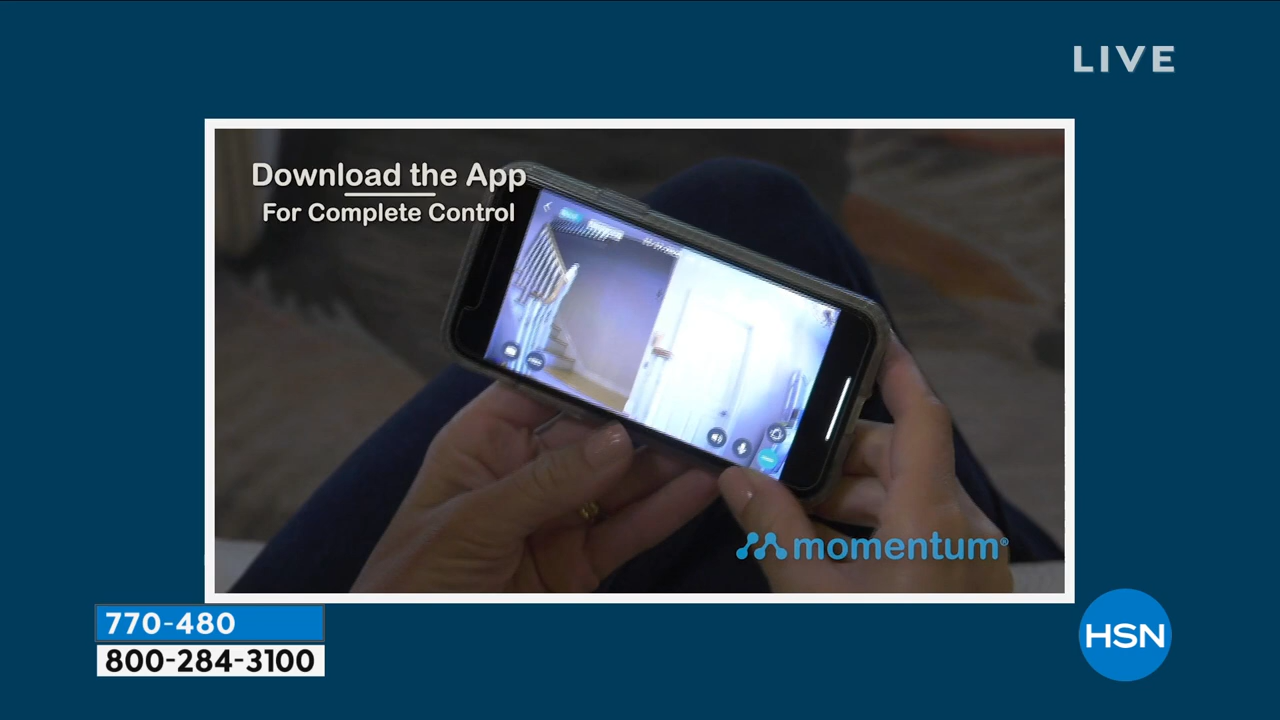 LIVE
Download the App
For Complete Control
momentum®
770-480
800-284-3100
HSN